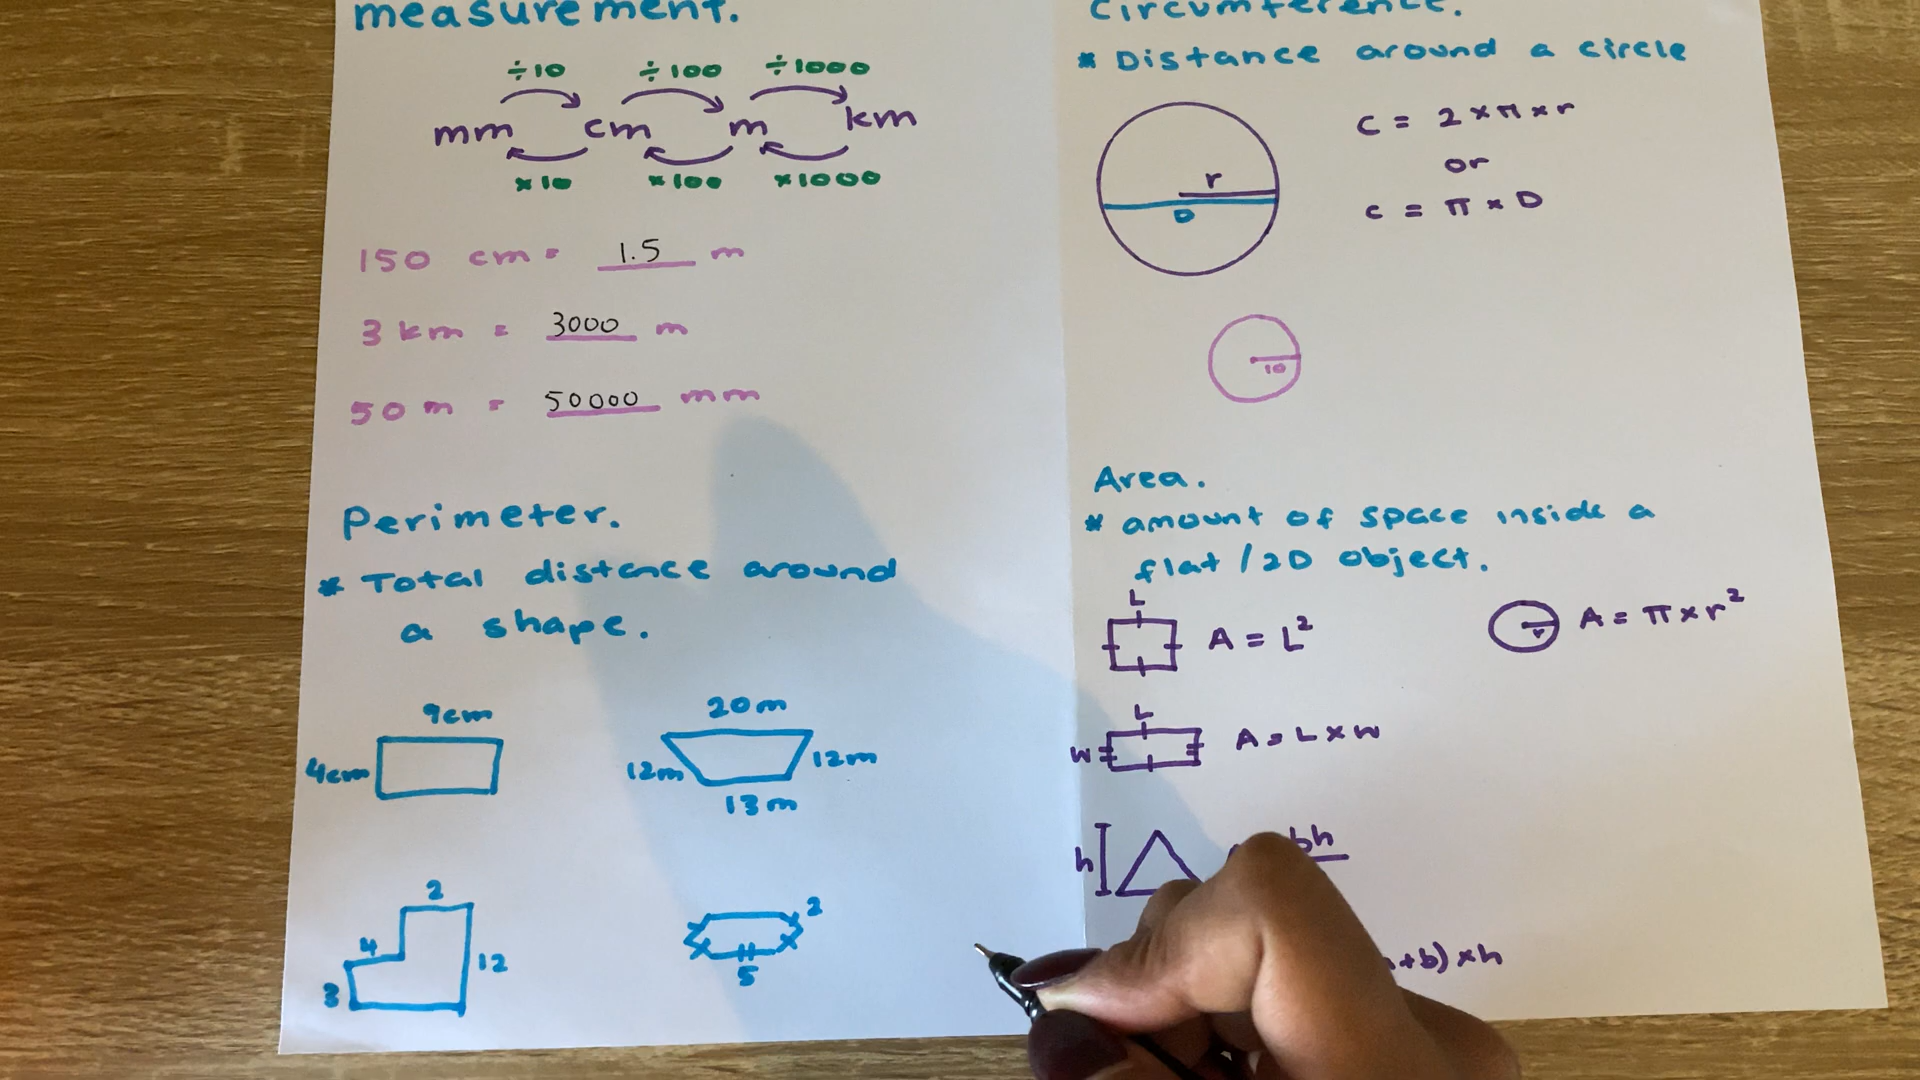 measurement.
÷10 ÷100 ÷1000
mm cm m km
×10 ×100 ×1000
150 cm = 1.5 m
3 km = 3000 m
50 m = 50000 mm
Perimeter.
* Total distance around
a shape.
9cm
4cm
20m
12m 12m
13m
2
4
12
3
2
5
Circumference.
* Distance around a circle
r
D
C = 2 × π × r
or
C = π × D
10
Area.
* amount of space inside a
flat / 2D object.
L
A = L²
r
A = π × r²
L
W
A = L × W
h
bh
+b) × h